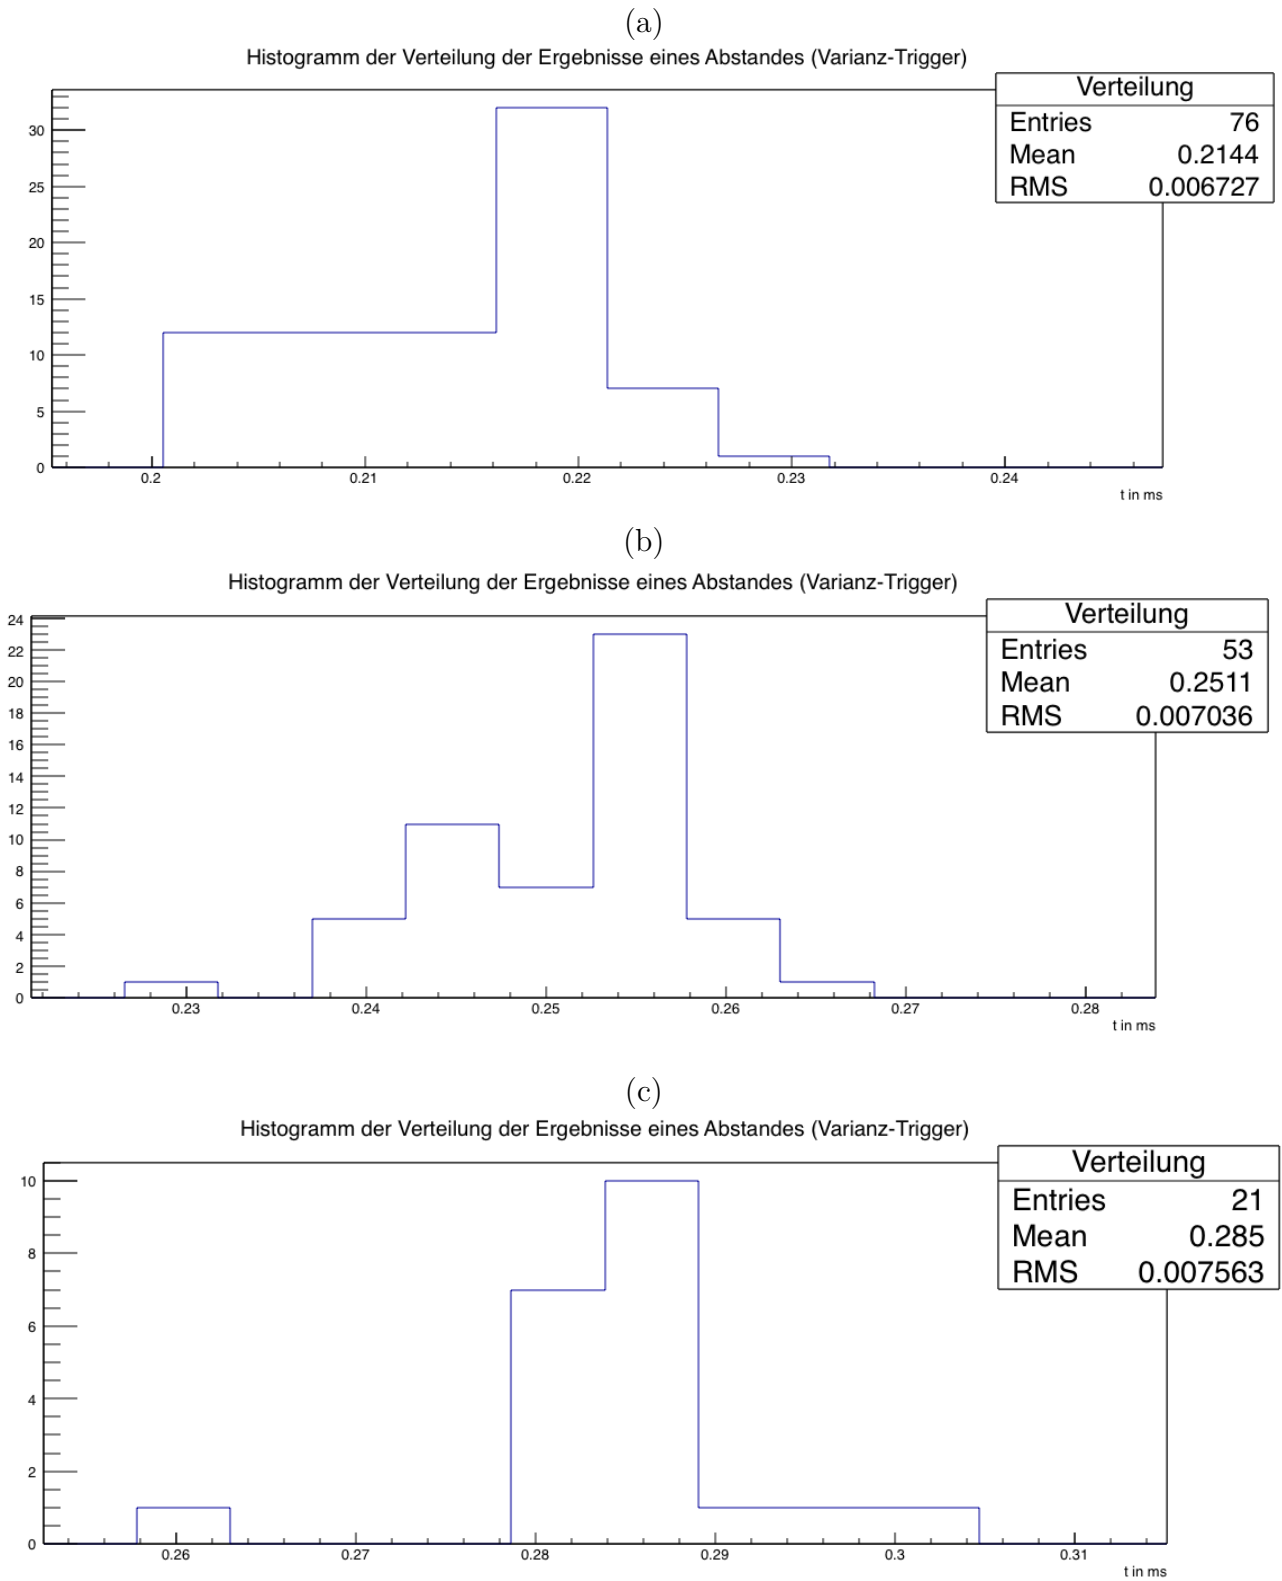 (a)
Histogramm der Verteilung der Ergebnisse eines Abstandes (Varianz-Trigger)
Verteilung
Entries 76
Mean 0.2144
RMS 0.006727
30
25
20
15
10
5
0
0.2 0.21 0.22 0.23 0.24
t in ms
(b)
Histogramm der Verteilung der Ergebnisse eines Abstandes (Varianz-Trigger)
Verteilung
Entries 53
Mean 0.2511
RMS 0.007036
24
22
20
18
16
14
12
10
8
6
4
2
0
0.23 0.24 0.25 0.26 0.27 0.28
t in ms
(c)
Histogramm der Verteilung der Ergebnisse eines Abstandes (Varianz-Trigger)
Verteilung
Entries 21
Mean 0.285
RMS 0.007563
10
8
6
4
2
0
0.26 0.27 0.28 0.29 0.3 0.31
t in ms